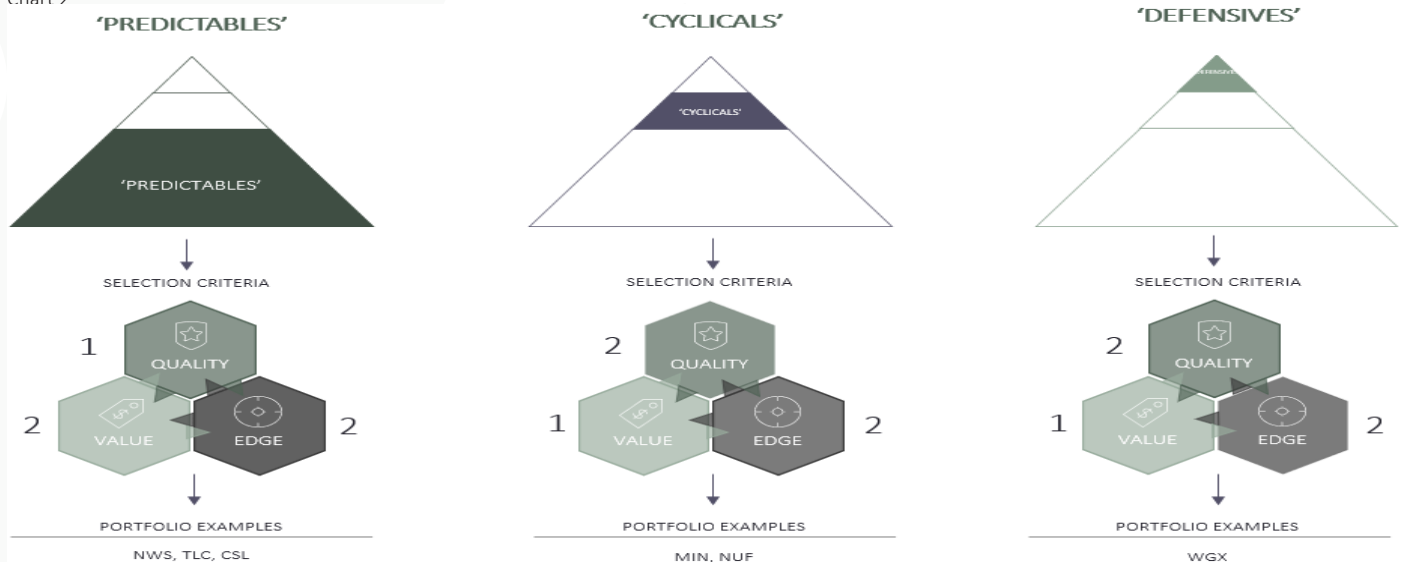 'PREDICTABLES'
'PREDICTABLES'
SELECTION CRITERIA
1
QUALITY
2
VALUE
EDGE
2
PORTFOLIO EXAMPLES
NWS, TLC, CSL
'CYCLICALS'
'CYCLICALS'
SELECTION CRITERIA
2
QUALITY
1
VALUE
EDGE
2
PORTFOLIO EXAMPLES
MIN, NUF
'DEFENSIVES'
SELECTION CRITERIA
2
QUALITY
1
VALUE
EDGE
2
PORTFOLIO EXAMPLES
WGX